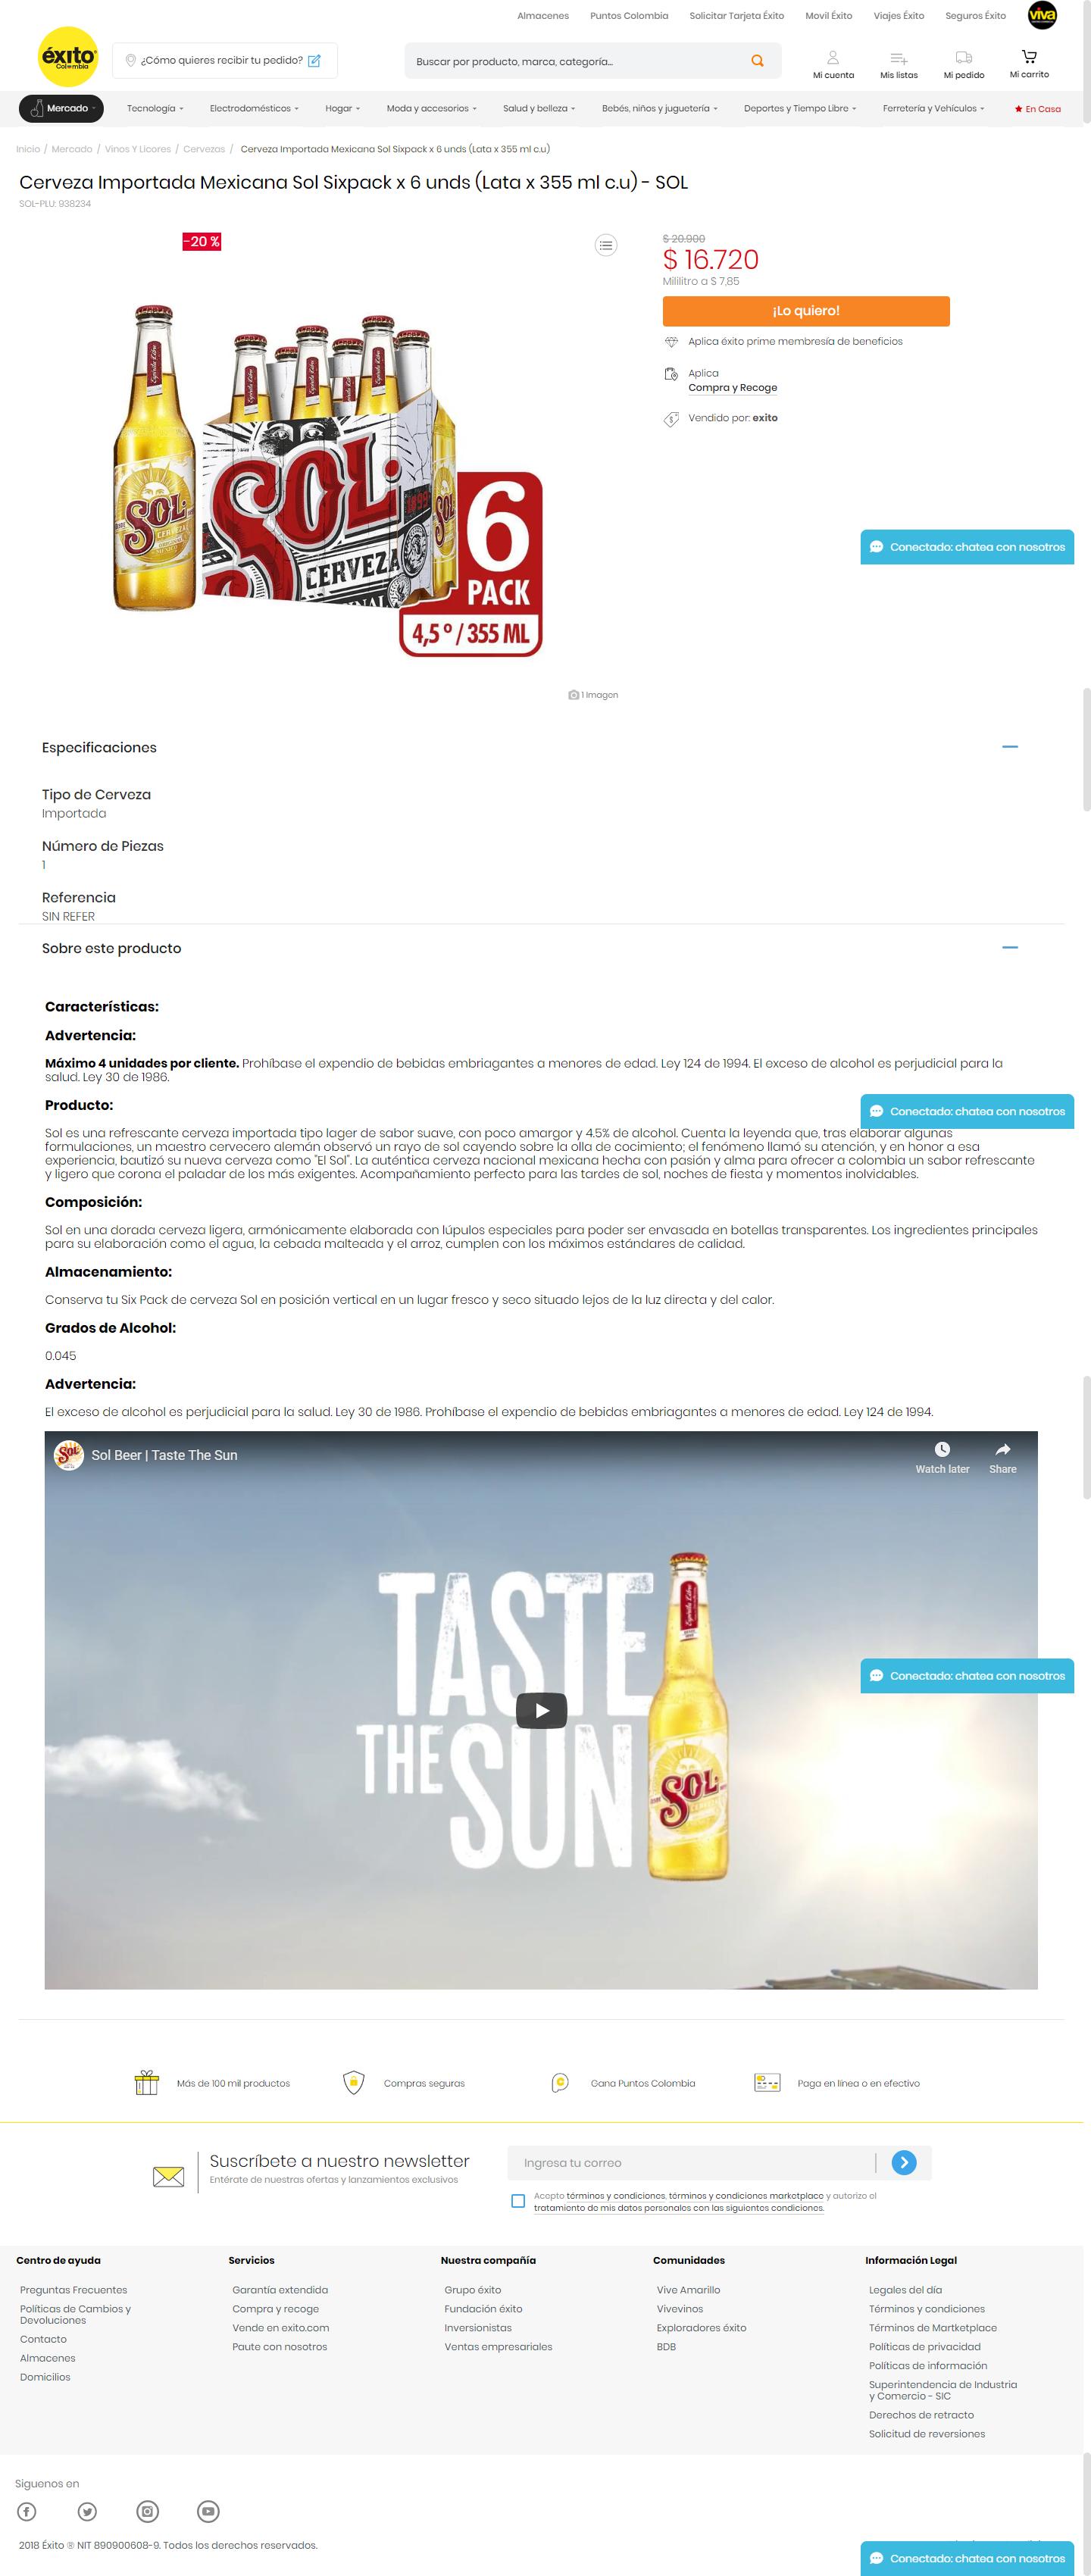 Almacenes Puntos Colombia Solicitar Tarjeta Éxito Movil Éxito Viajes Éxito Seguros Éxito viva
éxito
Colombia
¿Cómo quieres recibir tu pedido?
Buscar por producto, marca, categoría...
Mi cuenta Mis listas Mi pedido Mi carrito
Mercado Tecnología Electrodomésticos Hogar Moda y accesorios Salud y belleza Bebés, niños y juguetería Deportes y Tiempo Libre Ferretería y Vehículos En Casa
Inicio / Mercado / Vinos Y Licores / Cervezas / Cerveza Importada Mexicana Sol Sixpack x 6 unds (Lata x 355 ml c.u)
Cerveza Importada Mexicana Sol Sixpack x 6 unds (Lata x 355 ml c.u) - SOL
SOL-PLU: 938234
-20 %
$ 20.900
$ 16.720
Mililitro a $ 7,85
¡Lo quiero!
Aplica éxito prime membresía de beneficios
Aplica
Compra y Recoge
Vendido por: exito
SOL
CERVEZA
SOL
CERVEZA
SOL
6
PACK
4,5 º / 355 ML
Conectado: chatea con nosotros
1 Imagen
Especificaciones
Tipo de Cerveza
Importada
Número de Piezas
1
Referencia
SIN REFER
Sobre este producto
Características:
Advertencia:
Máximo 4 unidades por cliente. Prohíbase el expendio de bebidas embriagantes a menores de edad. Ley 124 de 1994. El exceso de alcohol es perjudicial para la
salud. Ley 30 de 1986.
Producto:
Conectado: chatea con nosotros
Sol es una refrescante cerveza importada tipo lager de sabor suave, con poco amargor y 4.5% de alcohol. Cuenta la leyenda que, tras elaborar algunas
formulaciones, un maestro cervecero alemán observó un rayo de sol cayendo sobre la olla de cocimiento; el fenómeno llamó su atención, y en honor a esa
experiencia, bautizó su nueva cerveza como "El Sol". La auténtica cerveza nacional mexicana hecha con pasión y alma para ofrecer a colombia un sabor refrescante
y ligero que corona el paladar de los más exigentes. Acompañamiento perfecto para las tardes de sol, noches de fiesta y momentos inolvidables.
Composición:
Sol en una dorada cerveza ligera, armónicamente elaborada con lúpulos especiales para poder ser envasada en botellas transparentes. Los ingredientes principales
para su elaboración como el agua, la cebada malteada y el arroz, cumplen con los máximos estándares de calidad.
Almacenamiento:
Conserva tu Six Pack de cerveza Sol en posición vertical en un lugar fresco y seco situado lejos de la luz directa y del calor.
Grados de Alcohol:
0.045
Advertencia:
El exceso de alcohol es perjudicial para la salud. Ley 30 de 1986. Prohíbase el expendio de bebidas embriagantes a menores de edad. Ley 124 de 1994.
Sol Beer | Taste The Sun
Watch later Share
TASTE
THE SUN
SOL
Conectado: chatea con nosotros
Más de 100 mil productos Compras seguras Gana Puntos Colombia Paga en línea o en efectivo
Suscríbete a nuestro newsletter
Entérate de nuestras ofertas y lanzamientos exclusivos
Ingresa tu correo
Acepto términos y condiciones, términos y condiciones marketplace y autorizo el
tratamiento de mis datos personales con las siguientes condiciones.
Centro de ayuda
Preguntas Frecuentes
Políticas de Cambios y
Devoluciones
Contacto
Almacenes
Domicilios
Servicios
Garantía extendida
Compra y recoge
Vende en exito.com
Paute con nosotros
Nuestra compañía
Grupo éxito
Fundación éxito
Inversionistas
Ventas empresariales
Comunidades
Vive Amarillo
Vivevinos
Exploradores éxito
BDB
Información Legal
Legales del día
Términos y condiciones
Términos de Martketplace
Políticas de privacidad
Políticas de información
Superintendencia de Industria
y Comercio - SIC
Derechos de retracto
Solicitud de reversiones
Síguenos en
2018 Éxito ® NIT 890900608-9. Todos los derechos reservados.
Conectado: chatea con nosotros